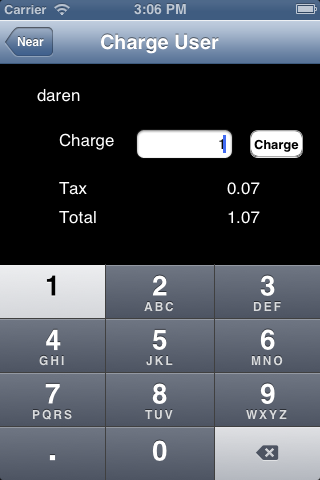 Carrier 3:06 PM
Near Charge User
daren
Charge 1 Charge
Tax 0.07
Total 1.07
1 2 3
ABC DEF
4 5 6
GHI JKL MNO
7 8 9
PQRS TUV WXYZ
. 0